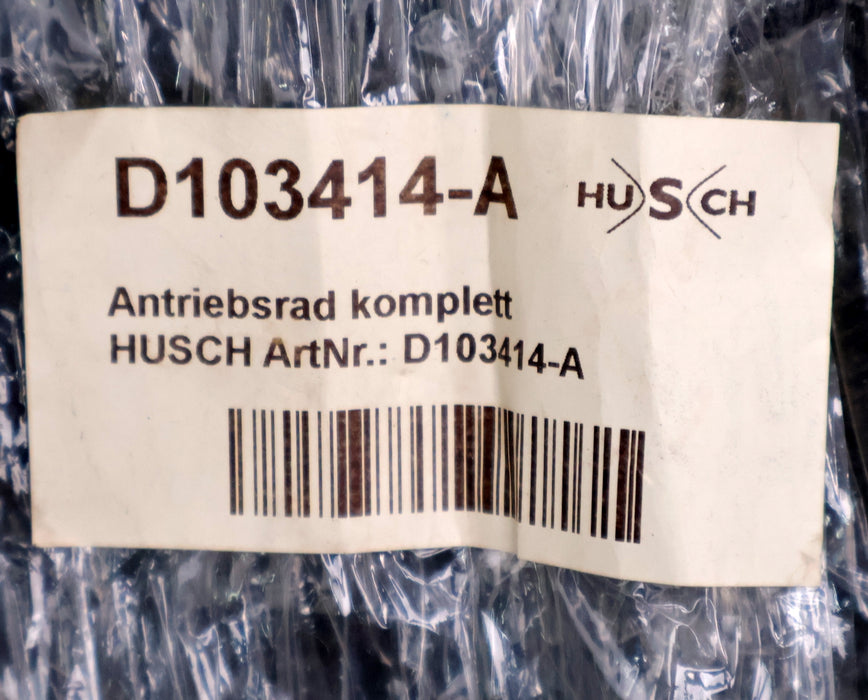 D103414-A HUSCH
Antriebsrad komplett
HUSCH ArtNr.: D103414-A